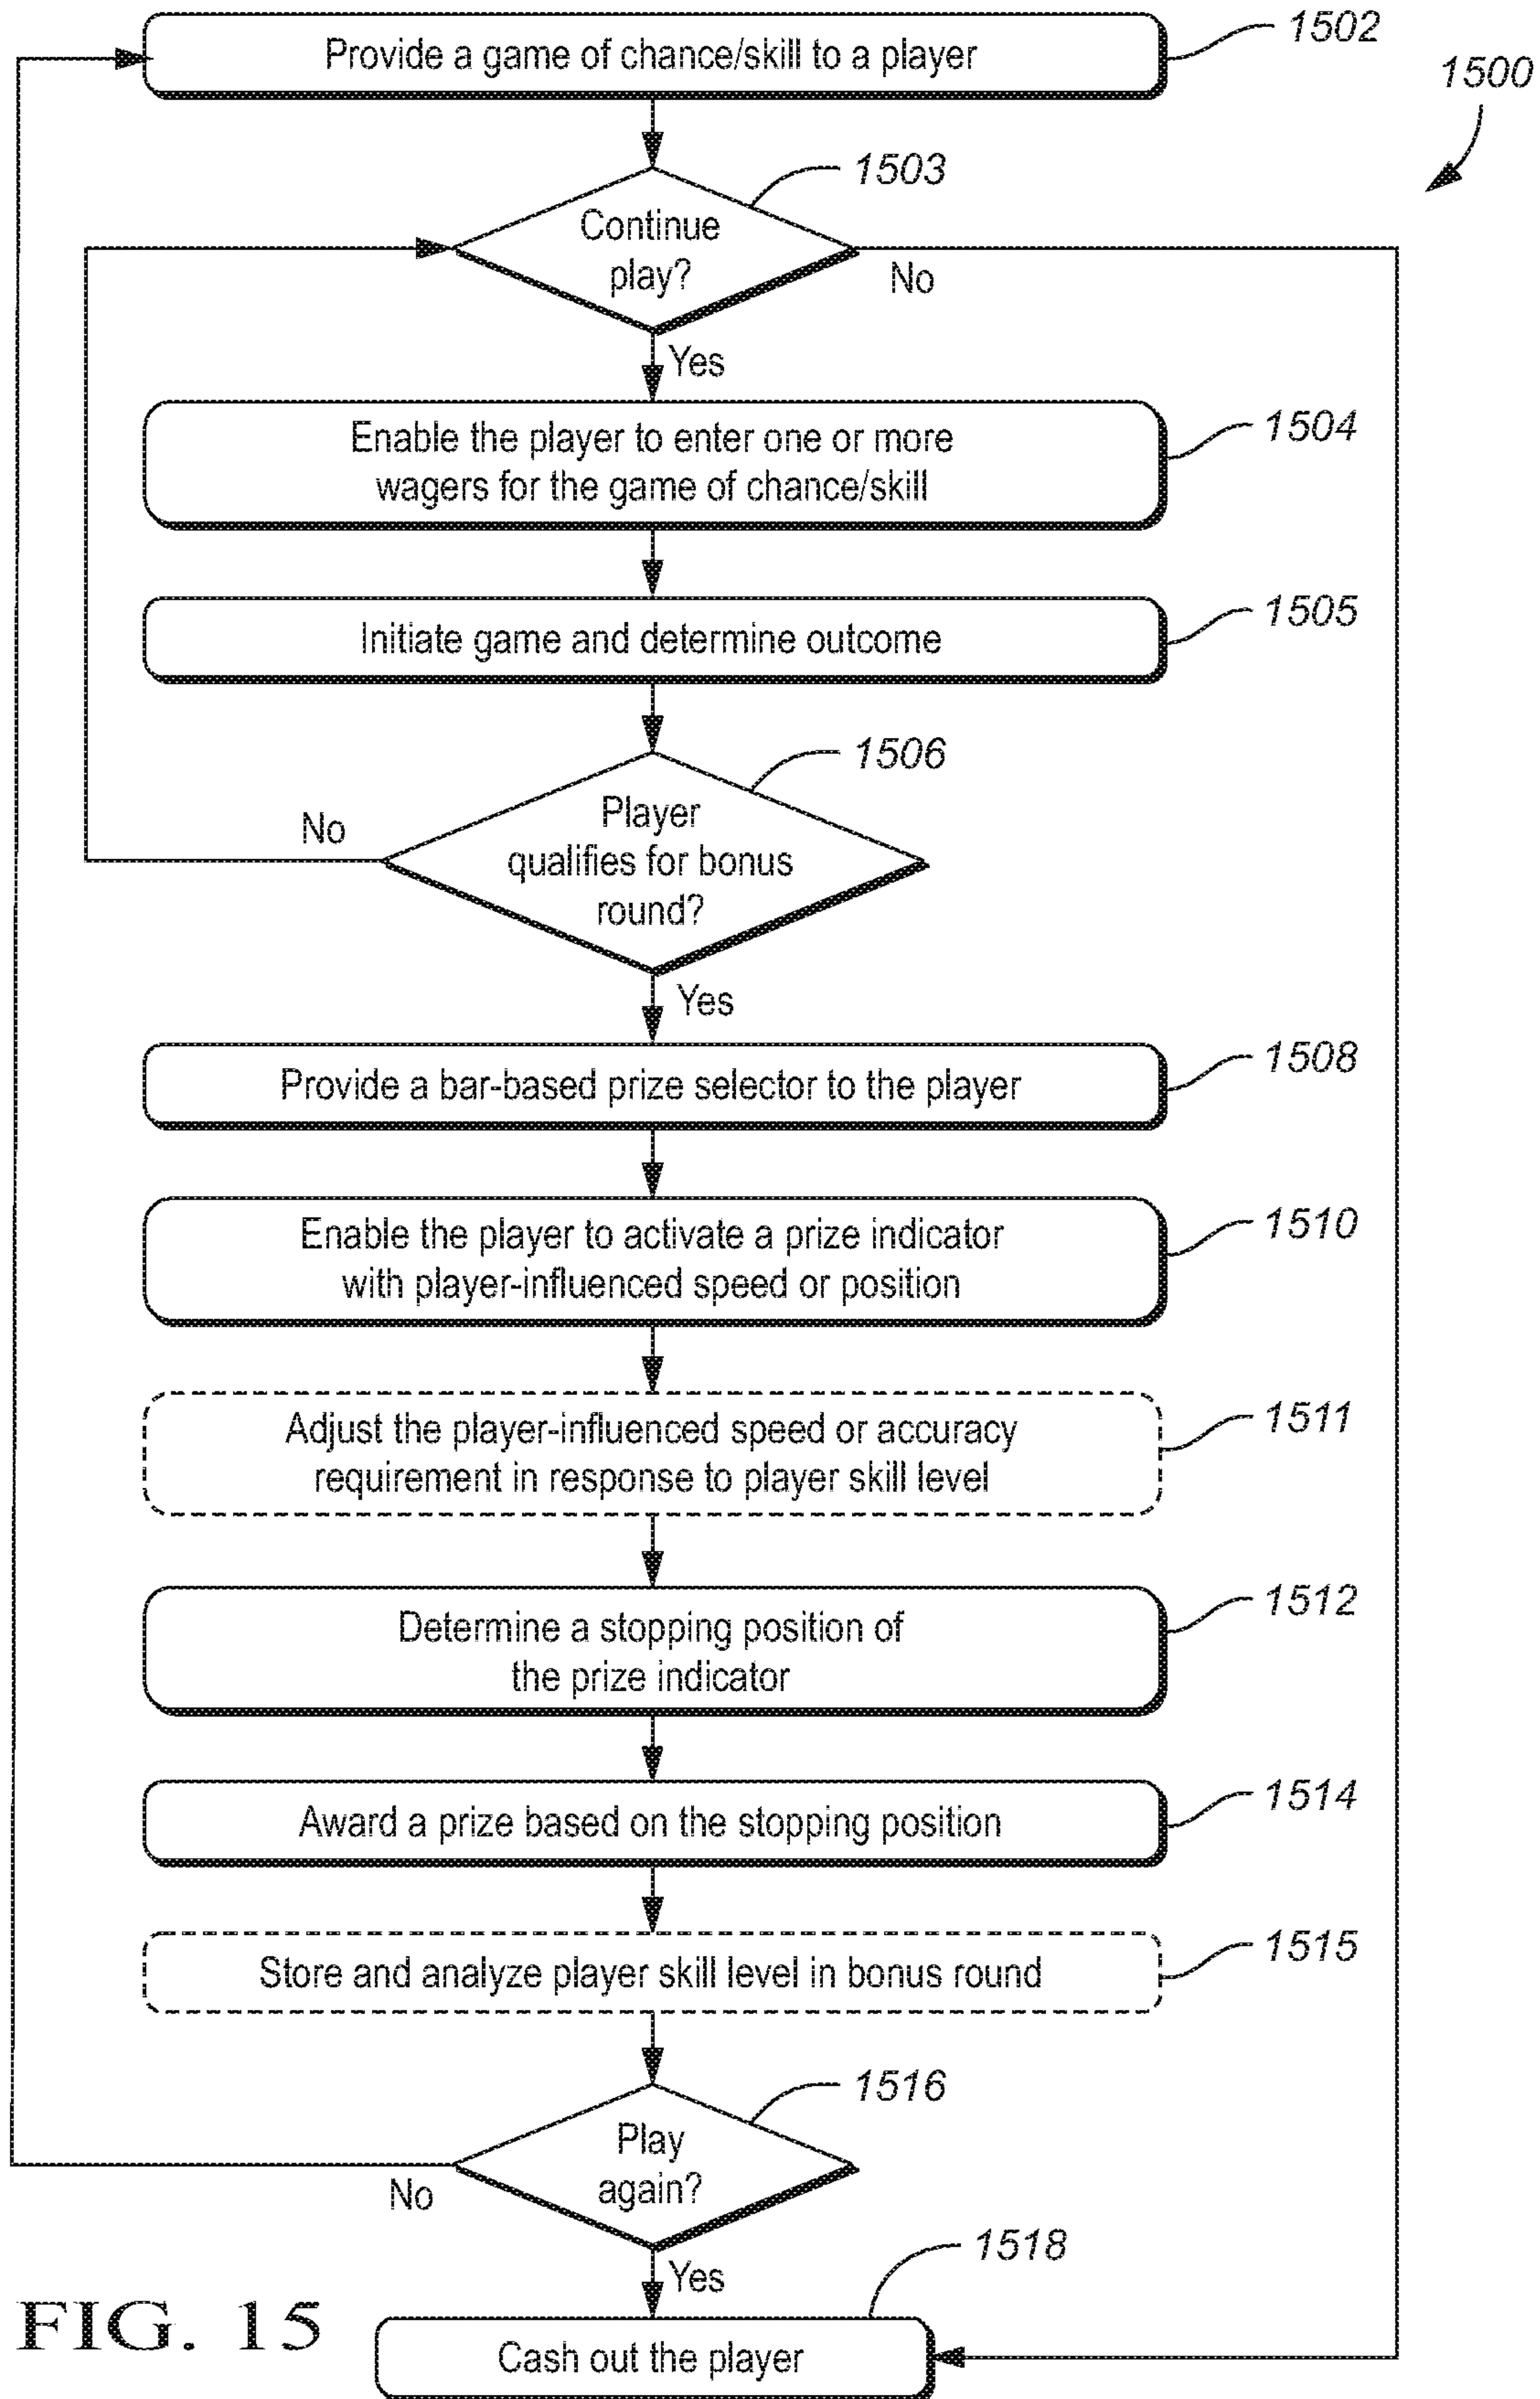 Provide a game of chance/skill to a player
1502
1500
1503
Continue
play?
No
Yes
Enable the player to enter one or more
wagers for the game of chance/skill
1504
Initiate game and determine outcome
1505
1506
Player
qualifies for bonus
round?
No
Yes
Provide a bar-based prize selector to the player
1508
Enable the player to activate a prize indicator
with player-influenced speed or position
1510
Adjust the player-influenced speed or accuracy
requirement in response to player skill level
1511
Determine a stopping position of
the prize indicator
1512
Award a prize based on the stopping position
1514
Store and analyze player skill level in bonus round
1515
1516
Play
again?
No
Yes
1518
Cash out the player
FIG. 15